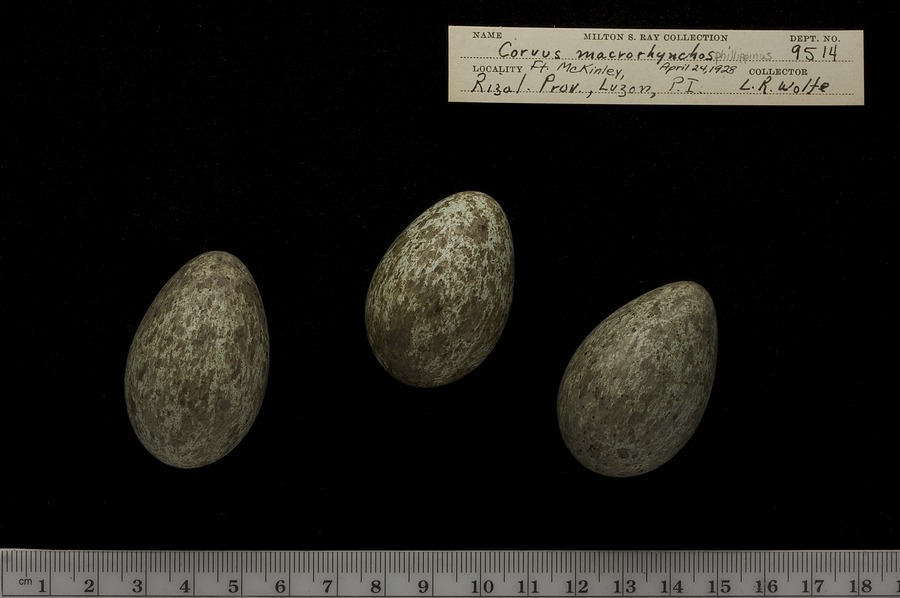 NAME MILTON S. RAY COLLECTION DEPT. NO.
Corvus macrorhynchos philippinus 9514
LOCALITY Ft. McKinley, April 24, 1928 COLLECTOR
Rizal. Prov., Luzon, P.I. L.R. Wolfe
cm 1 2 3 4 5 6 7 8 9 10 11 12 13 14 15 16 17 18